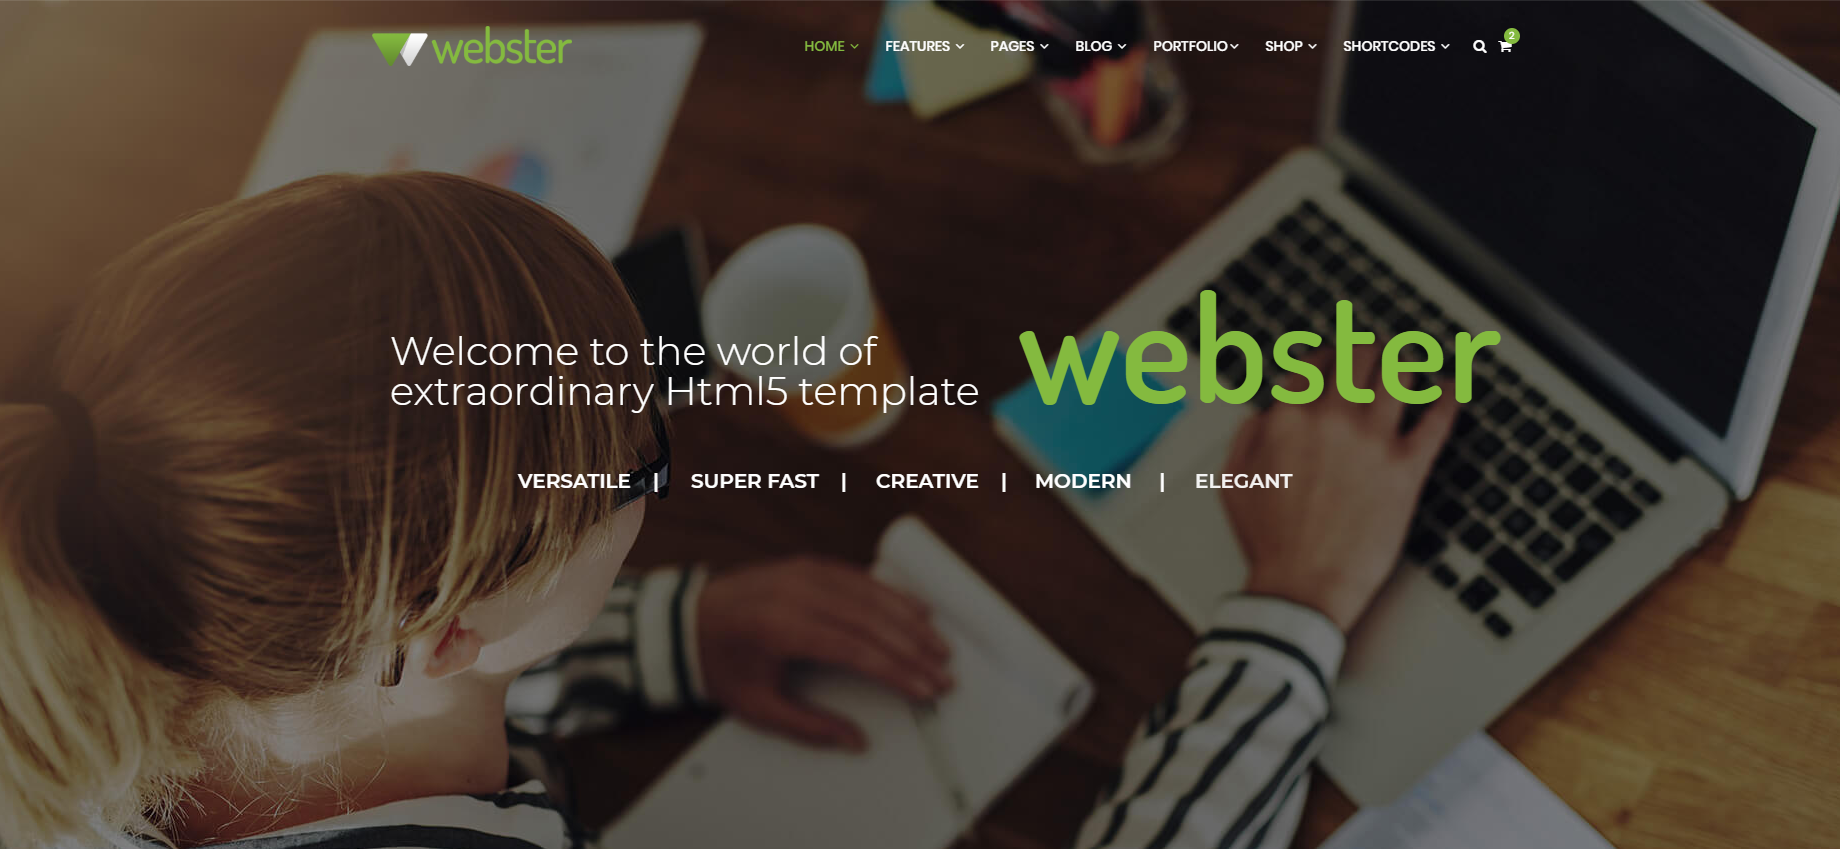 webster
HOME FEATURES PAGES BLOG PORTFOLIO SHOP SHORTCODES 2
Welcome to the world of
extraordinary Html5 template
webster
VERSATILE | SUPER FAST | CREATIVE | MODERN | ELEGANT